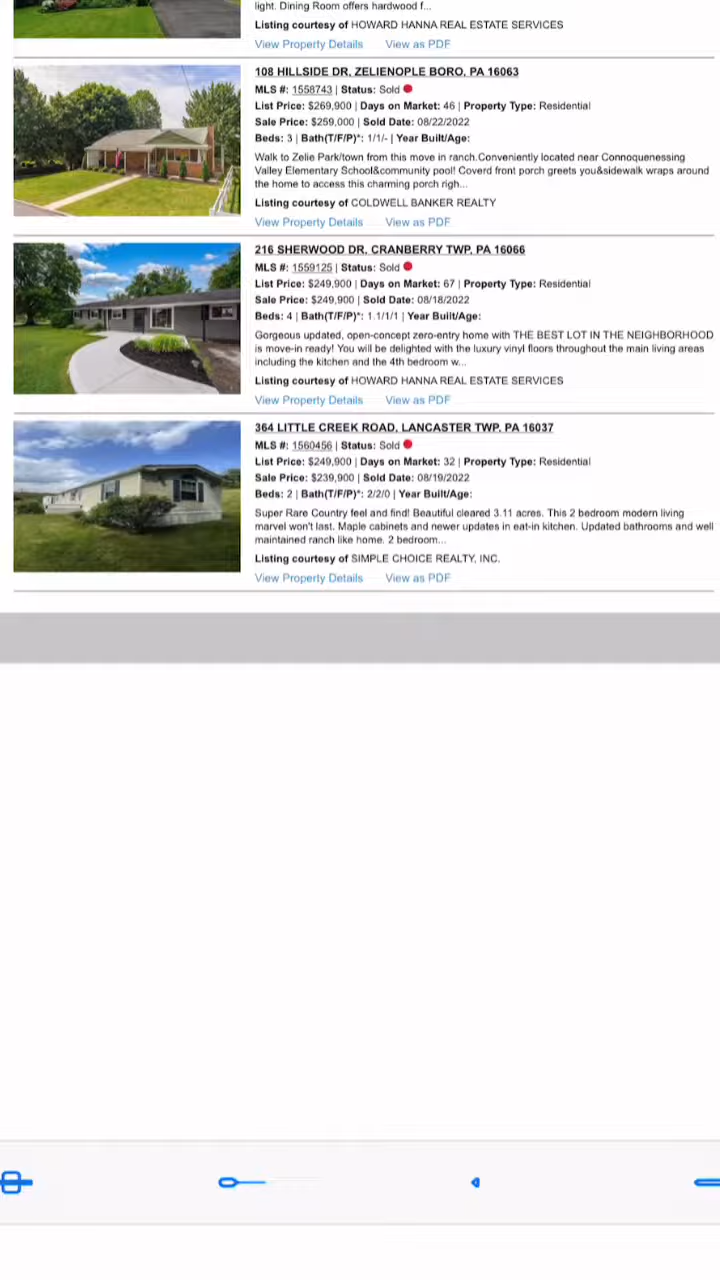 light. Dining Room offers hardwood f...
Listing courtesy of HOWARD HANNA REAL ESTATE SERVICES
View Property Details View as PDF
108 HILLSIDE DR, ZELIENOPLE BORO, PA 16063
MLS #: 1558743 | Status: Sold
List Price: $269,900 | Days on Market: 46 | Property Type: Residential
Sale Price: $259,000 | Sold Date: 08/22/2022
Beds: 3 | Bath(T/F/P)*: 1/1/- | Year Built/Age:
Walk to Zelie Park/town from this move in ranch.Conveniently located near Connoquenessing
Valley Elementary School&community pool! Coverd front porch greets you&sidewalk wraps around
the home to access this charming porch righ...
Listing courtesy of COLDWELL BANKER REALTY
View Property Details View as PDF
216 SHERWOOD DR, CRANBERRY TWP, PA 16066
MLS #: 1559125 | Status: Sold
List Price: $249,900 | Days on Market: 67 | Property Type: Residential
Sale Price: $249,900 | Sold Date: 08/18/2022
Beds: 4 | Bath(T/F/P)*: 1.1/1/1 | Year Built/Age:
Gorgeous updated, open-concept zero-entry home with THE BEST LOT IN THE NEIGHBORHOOD
is move-in ready! You will be delighted with the luxury vinyl floors throughout the main living areas
including the kitchen and the 4th bedroom w...
Listing courtesy of HOWARD HANNA REAL ESTATE SERVICES
View Property Details View as PDF
364 LITTLE CREEK ROAD, LANCASTER TWP, PA 16037
MLS #: 1560456 | Status: Sold
List Price: $249,900 | Days on Market: 32 | Property Type: Residential
Sale Price: $239,900 | Sold Date: 08/19/2022
Beds: 2 | Bath(T/F/P)*: 2/2/0 | Year Built/Age:
Super Rare Country feel and find! Beautiful cleared 3.11 acres. This 2 bedroom modern living
marvel won't last. Maple cabinets and newer updates in eat-in kitchen. Updated bathrooms and well
maintained ranch like home. 2 bedroom...
Listing courtesy of SIMPLE CHOICE REALTY, INC.
View Property Details View as PDF